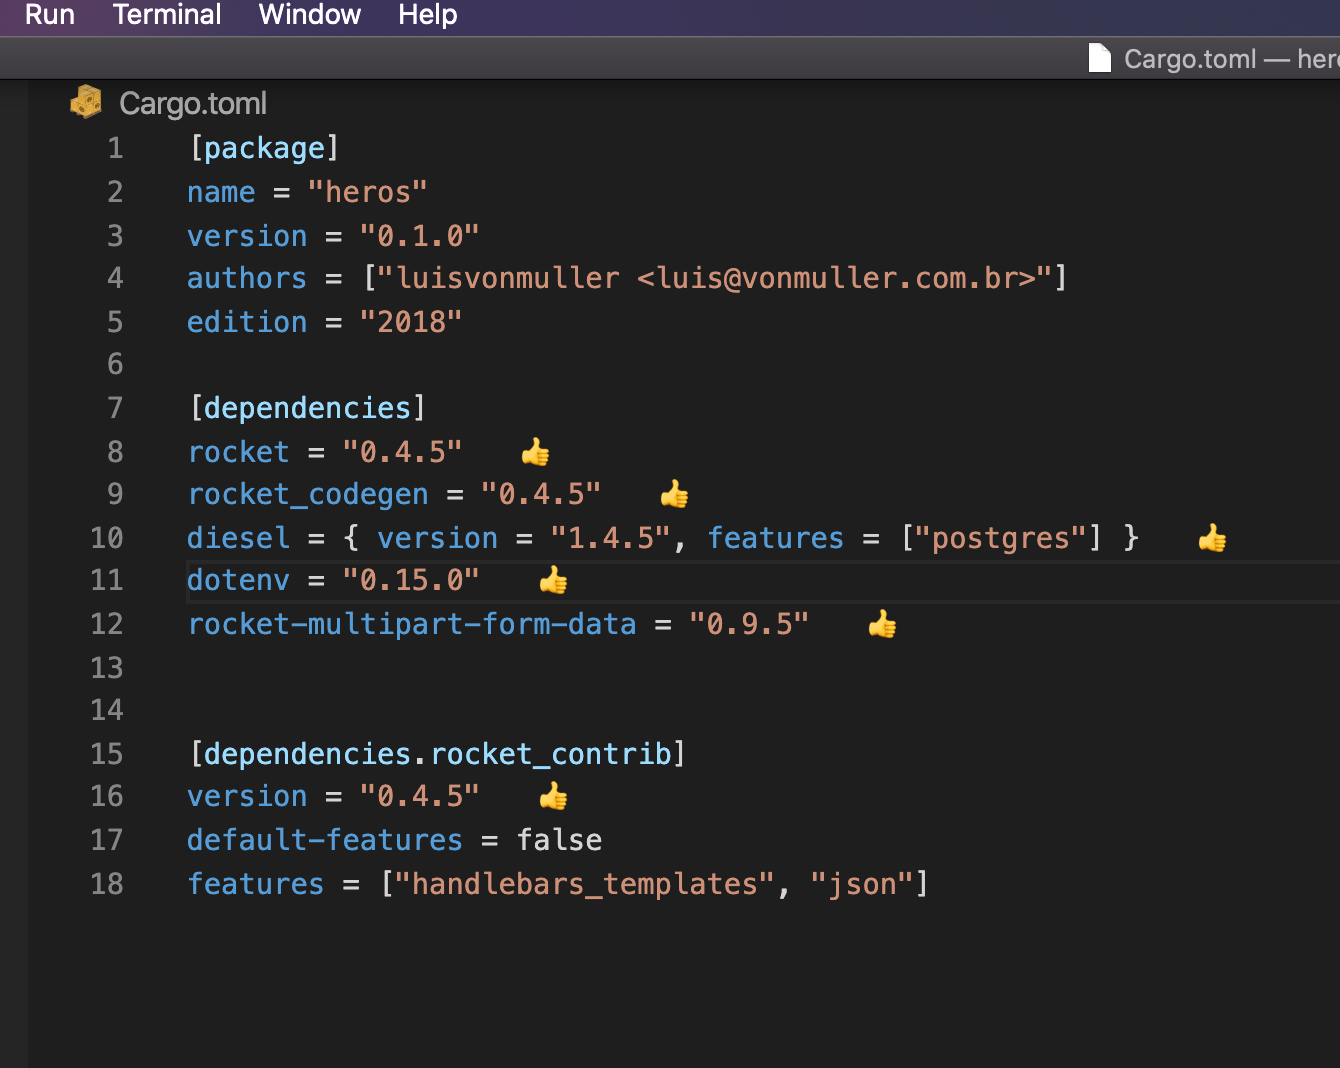 Run Terminal Window Help
Cargo.toml — hero
Cargo.toml
1 [package]
2 name = "heros"
3 version = "0.1.0"
4 authors = ["luisvonmuller <luis@vonmuller.com.br>"]
5 edition = "2018"
6
7 [dependencies]
8 rocket = "0.4.5" 👍
9 rocket_codegen = "0.4.5" 👍
10 diesel = { version = "1.4.5", features = ["postgres"] } 👍
11 dotenv = "0.15.0" 👍
12 rocket-multipart-form-data = "0.9.5" 👍
13
14
15 [dependencies.rocket_contrib]
16 version = "0.4.5" 👍
17 default-features = false
18 features = ["handlebars_templates", "json"]